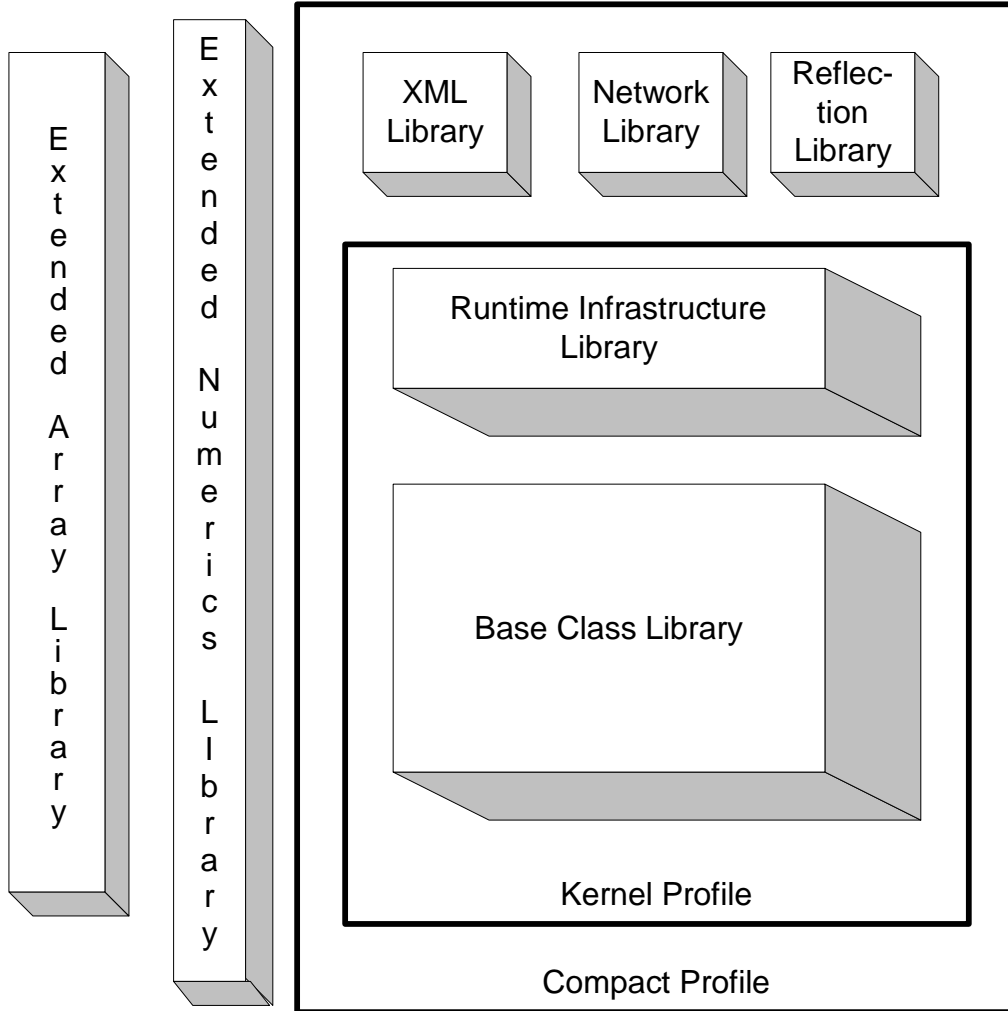 Extended Array Library
Extended Numerics LIbrary
XML
Library
Network
Library
Reflec-
tion
Library
Runtime Infrastructure
Library
Base Class Library
Kernel Profile
Compact Profile